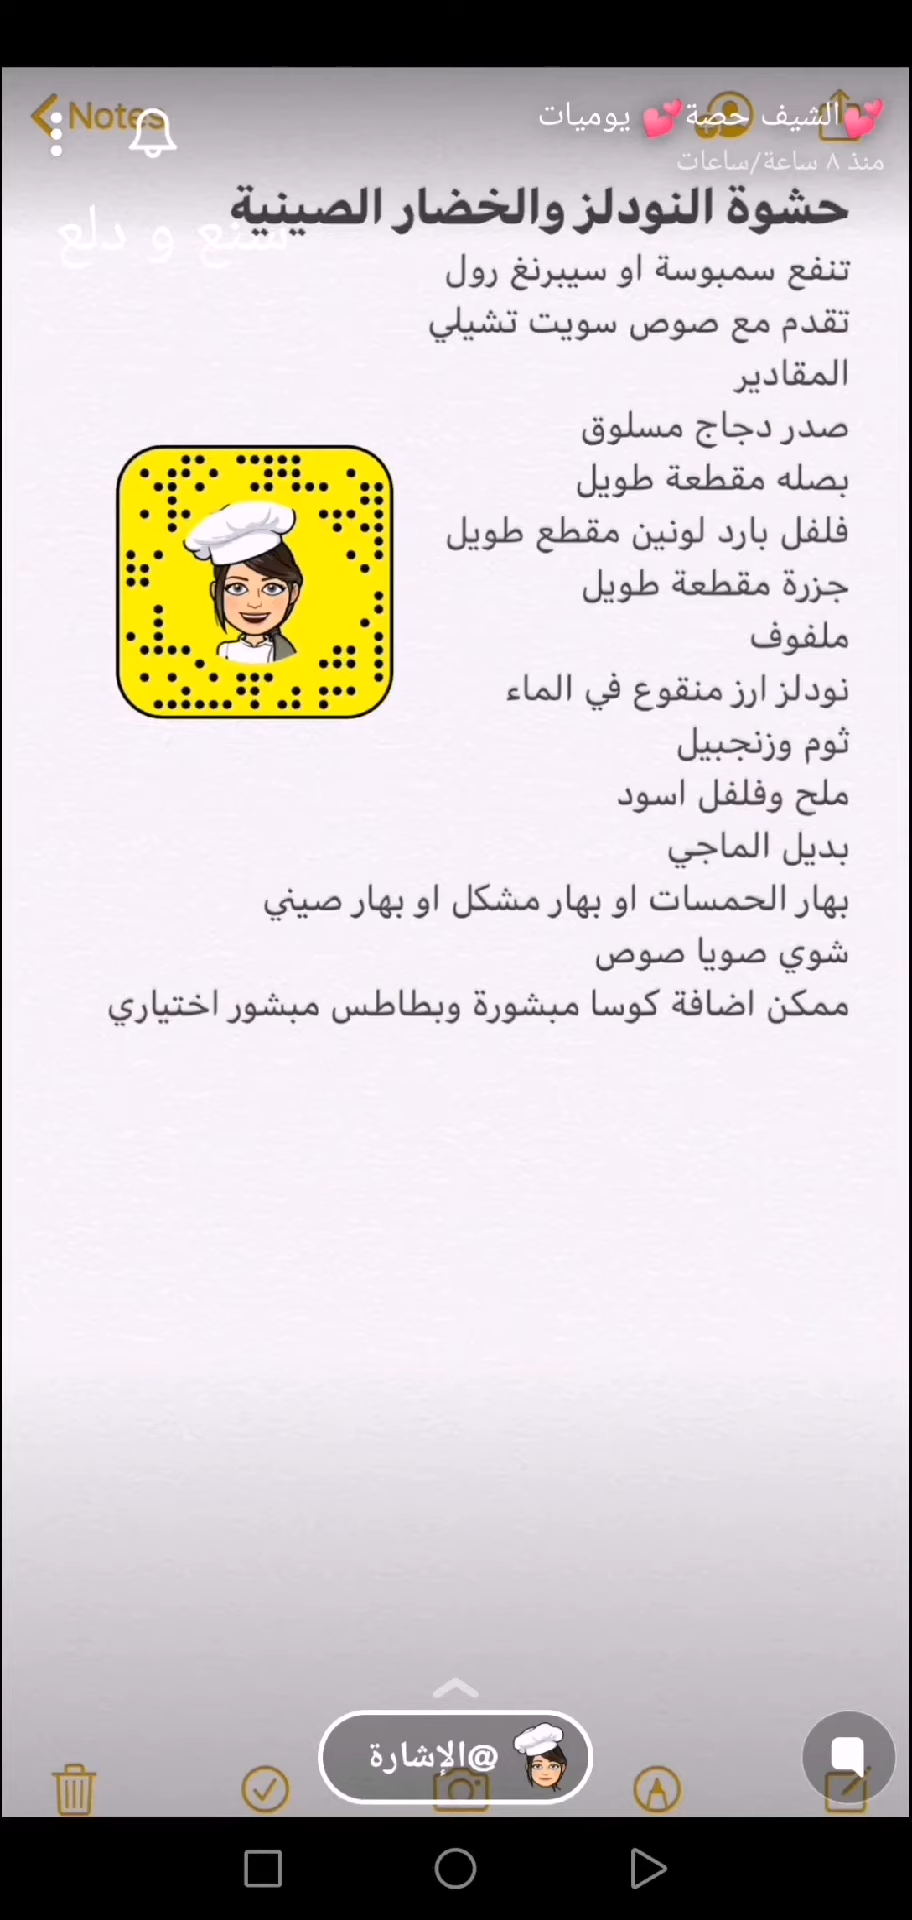 Notes
💕الشيف حصة💕 يوميات
منذ ٨ ساعة/ساعات
حشوة النودلز والخضار الصينية
سنع و دلع
تنفع سمبوسة او سيبرنغ رول
تقدم مع صوص سويت تشيلي
المقادير
صدر دجاج مسلوق
بصله مقطعة طويل
فلفل بارد لونين مقطع طويل
جزرة مقطعة طويل
ملفوف
نودلز ارز منقوع في الماء
ثوم وزنجبيل
ملح وفلفل اسود
بديل الماجي
بهار الحمسات او بهار مشكل او بهار صيني
شوي صويا صوص
ممكن اضافة كوسا مبشورة وبطاطس مبشور اختياري
@الإشارة